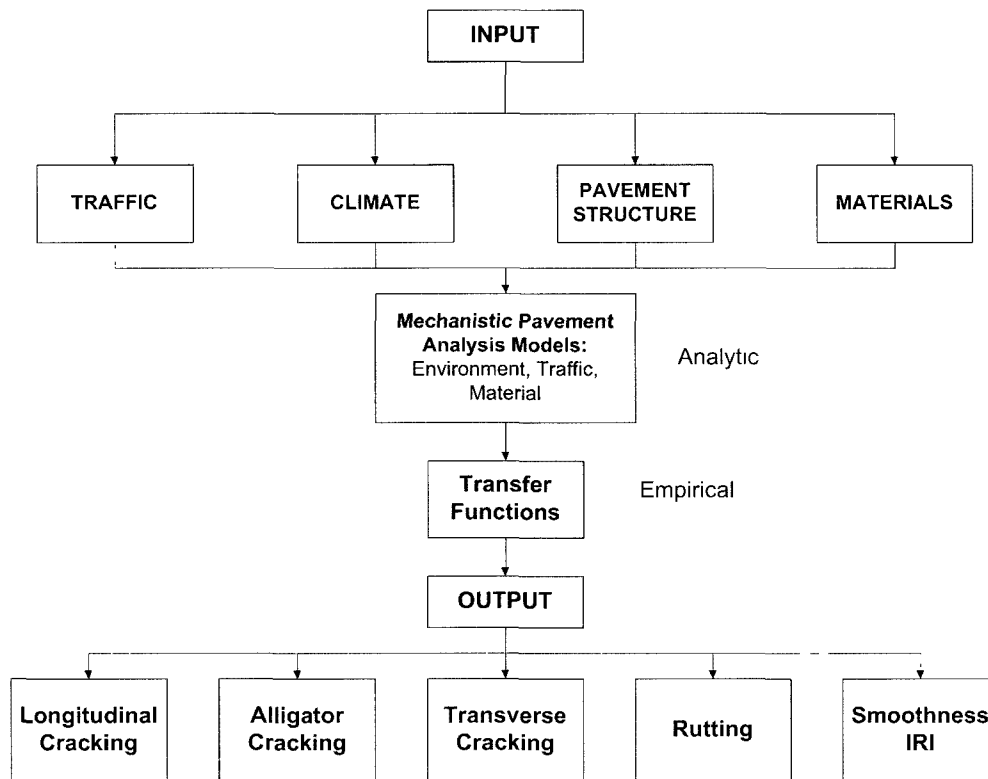 INPUT
TRAFFIC
CLIMATE
PAVEMENT
STRUCTURE
MATERIALS
Mechanistic Pavement
Analysis Models:
Environment, Traffic,
Material
Analytic
Transfer
Functions
Empirical
OUTPUT
Longitudinal
Cracking
Alligator
Cracking
Transverse
Cracking
Rutting
Smoothness
IRI